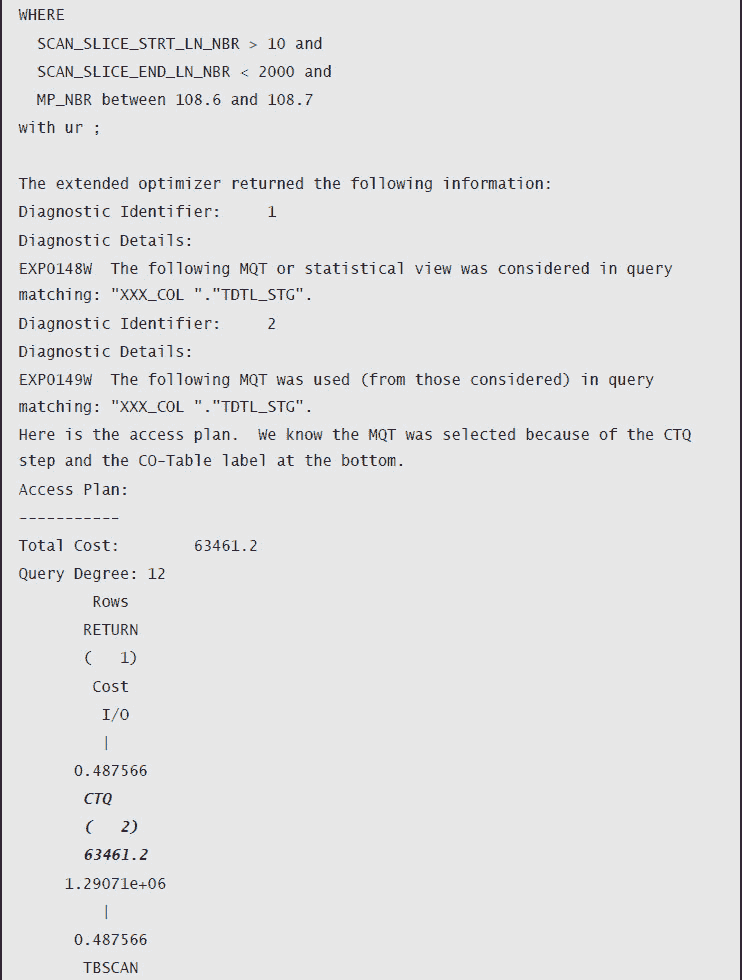 WHERE
SCAN_SLICE_STRT_LN_NBR > 10 and
SCAN_SLICE_END_LN_NBR < 2000 and
MP_NBR between 108.6 and 108.7
with ur ;
The extended optimizer returned the following information:
Diagnostic Identifier: 1
Diagnostic Details:
EXP0148W The following MQT or statistical view was considered in query
matching: "XXX_COL "."TDTL_STG".
Diagnostic Identifier: 2
Diagnostic Details:
EXP0149W The following MQT was used (from those considered) in query
matching: "XXX_COL "."TDTL_STG".
Here is the access plan. We know the MQT was selected because of the CTQ
step and the CO-Table label at the bottom.
Access Plan:
-----------
Total Cost: 63461.2
Query Degree: 12
Rows
RETURN
( 1)
Cost
I/O
|
0.487566
CTQ
( 2)
63461.2
1.29071e+06
|
0.487566
TBSCAN